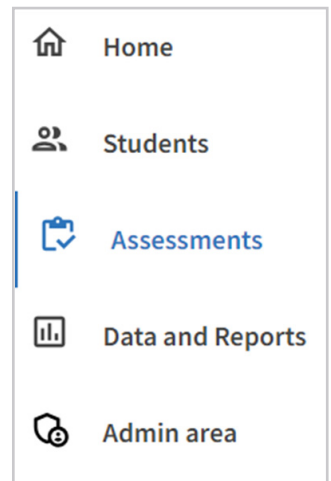 Home
Students
Assessments
Data and Reports
Admin area